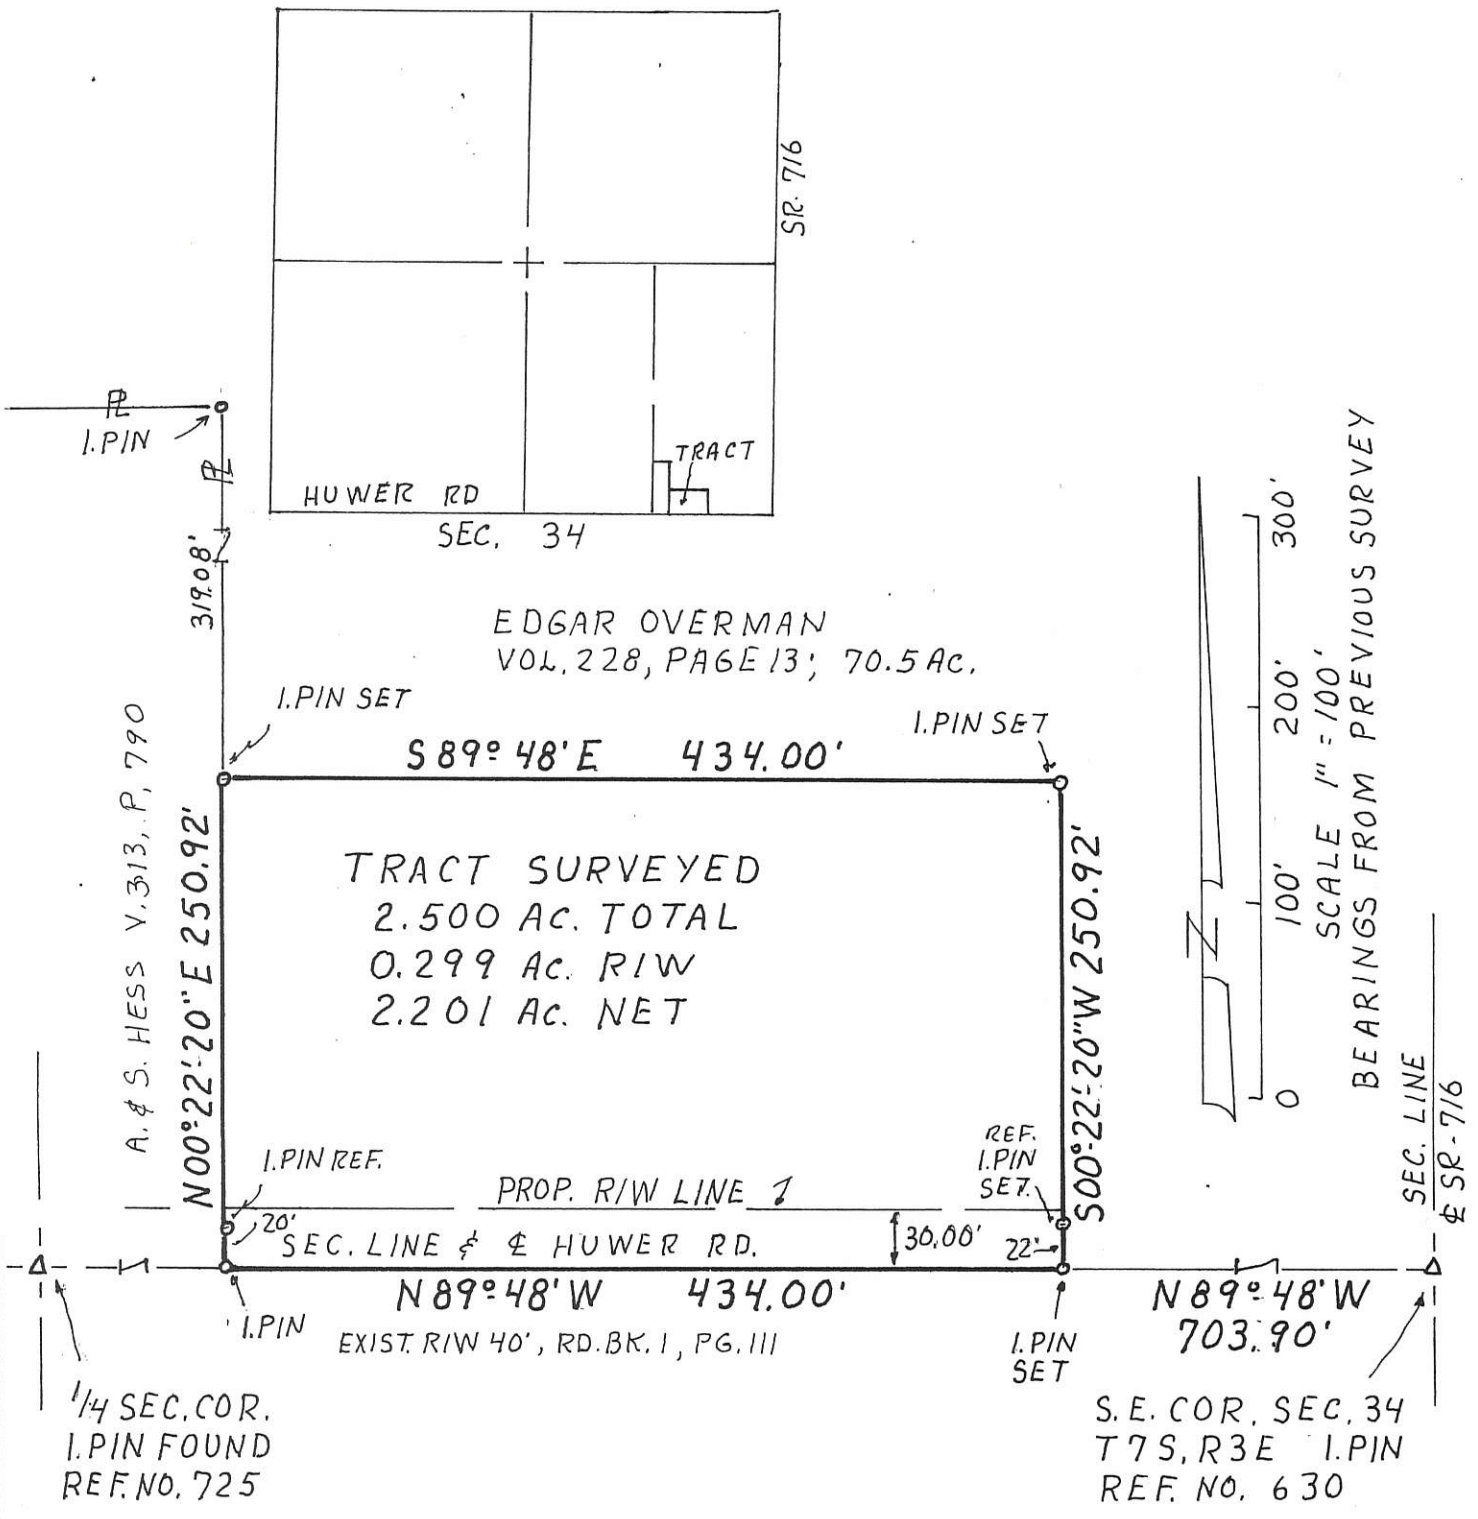 SR. 716
TRACT
HUWER RD
SEC. 34
PL
I.PIN
PL
319.08'
EDGAR OVERMAN
VOL. 228, PAGE 13; 70.5 AC.
I.PIN SET
I.PIN SET
S 89° 48' E 434.00'
A. & S. HESS V. 313, P. 790
N 00°-22'-20" E 250.92'
TRACT SURVEYED
2.500 AC. TOTAL
0.299 AC. R/W
2.201 AC. NET
S 00°-22'-20" W 250.92'
N
0 100' 200' 300'
SCALE 1" = 100'
BEARINGS FROM PREVIOUS SURVEY
SEC. LINE
℄ SR-716
I.PIN REF.
REF.
I.PIN
SET.
PROP. R/W LINE
20'
SEC. LINE & ℄ HUWER RD.
30.00'
22'
N 89° 48' W 434.00'
N 89° 48' W
703.90'
I.PIN
EXIST. R/W 40', RD. BK. 1, PG. 111
I.PIN
SET
1/4 SEC. COR.
I.PIN FOUND
REF. NO. 725
S.E. COR. SEC. 34
T 7 S, R 3 E I.PIN
REF. NO. 630